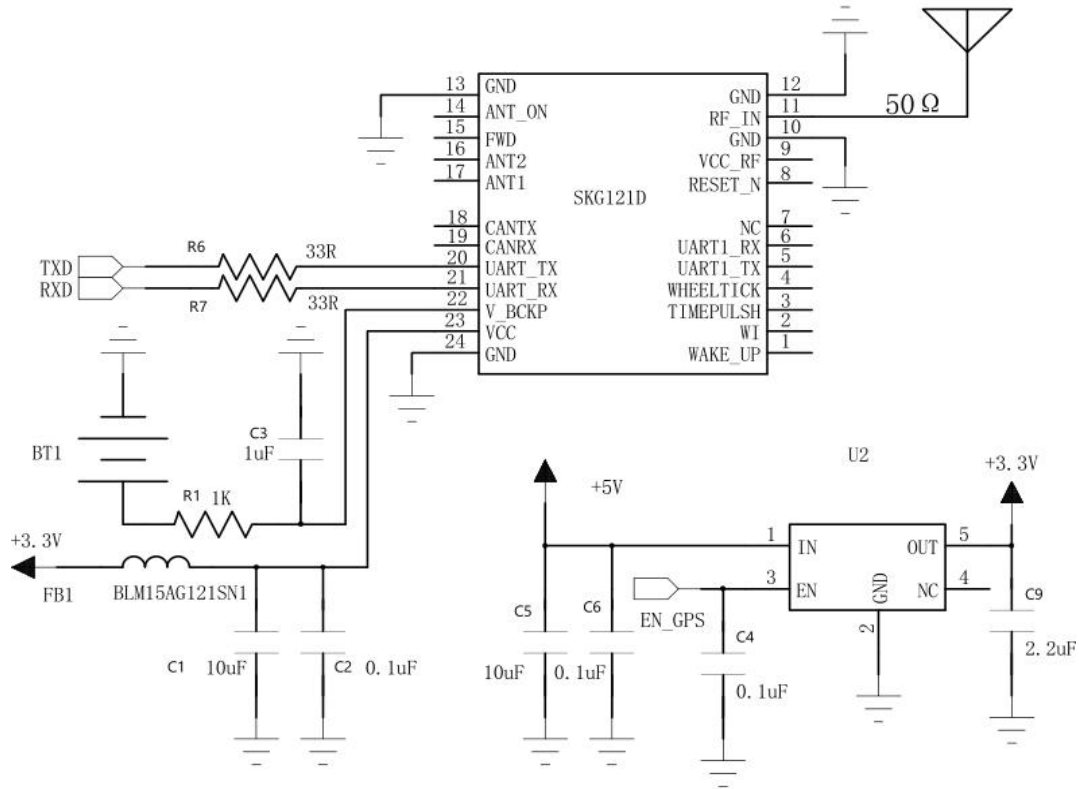 13
GND
14
ANT_ON
15
FWD
16
ANT2
17
ANT1
18
CANTX
19
CANRX
20
UART_TX
21
UART_RX
22
V_BCKP
23
VCC
24
GND
SKG121D
12
GND
11
RF_IN
10
GND
9
VCC_RF
8
RESET_N
7
NC
6
UART1_RX
5
UART1_TX
4
WHEELTICK
3
TIMEPULSH
2
WI
1
WAKE_UP
50Ω
TXD
RXD
R6
33R
R7
33R
BT1
C3
1uF
R1 1K
+3.3V
FB1
BLM15AG121SN1
C1
10uF
C2
0.1uF
+5V
U2
+3.3V
1
IN
OUT
5
3
EN
NC
4
GND
2
EN_GPS
C5
10uF
C6
0.1uF
C4
0.1uF
C9
2.2uF